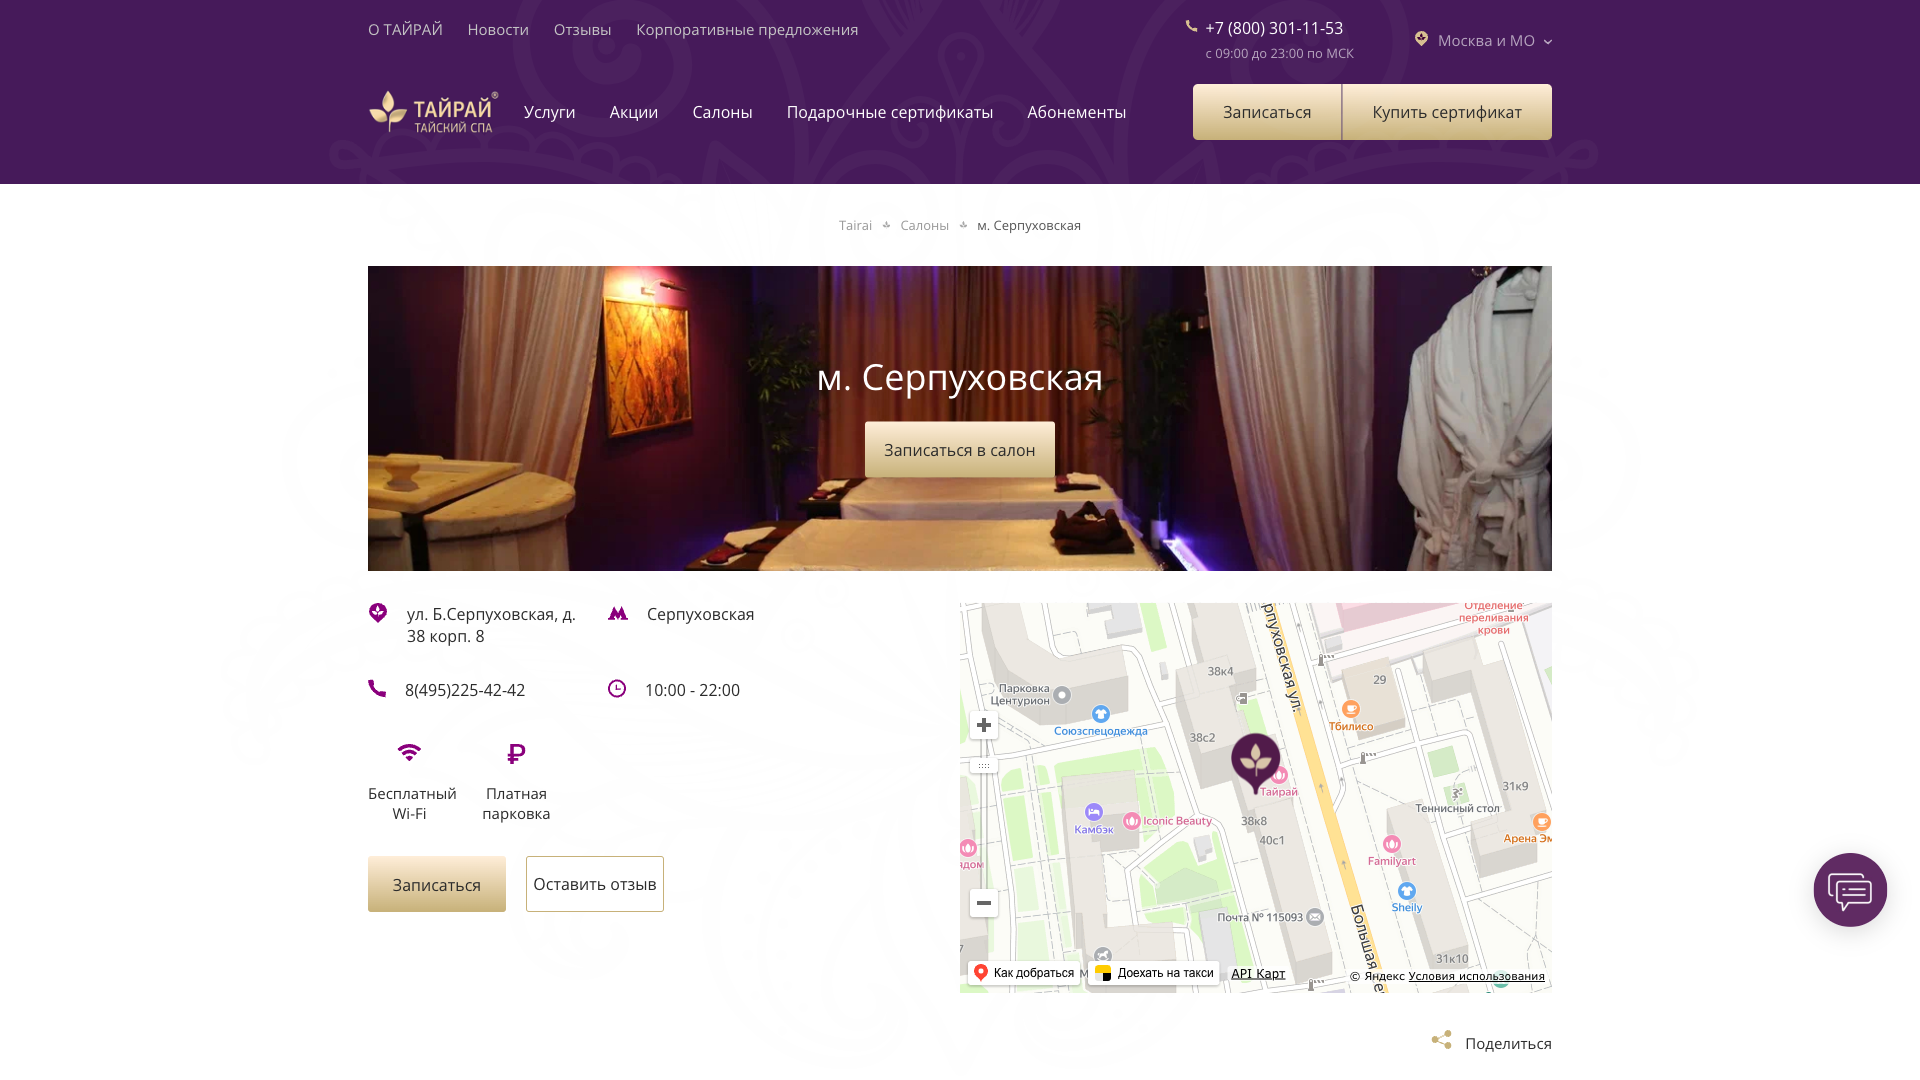 О ТАЙРАЙ
Новости
Отзывы
Корпоративные предложения
+7 (800) 301-11-53
с 09:00 до 23:00 по МСК
Москва и МО
ТАЙРАЙ®
ТАЙСКИЙ СПА
Услуги
Акции
Салоны
Подарочные сертификаты
Абонементы
Записаться
Купить сертификат
Tairai
Салоны
м. Серпуховская
м. Серпуховская
Записаться в салон
ул. Б.Серпуховская, д.
38 корп. 8
Серпуховская
8(495)225-42-42
10:00 - 22:00
Бесплатный
Wi-Fi
Платная
парковка
Записаться
Оставить отзыв
Отделение
переливания
крови
рпуховская ул.
38к4
29
Парковка
Центурион
Союзспецодежда
Тбилисо
38с2
Тайрай
31к9
Теннисный стол
Камбэк
Iconic Beauty
38к8
40с1
Арена Эм
ядом
Familyart
Sheily
Почта № 115093
Большая
31к10
Как добраться
Доехать на такси
API Карт
© Яндекс Условия использования
Поделиться